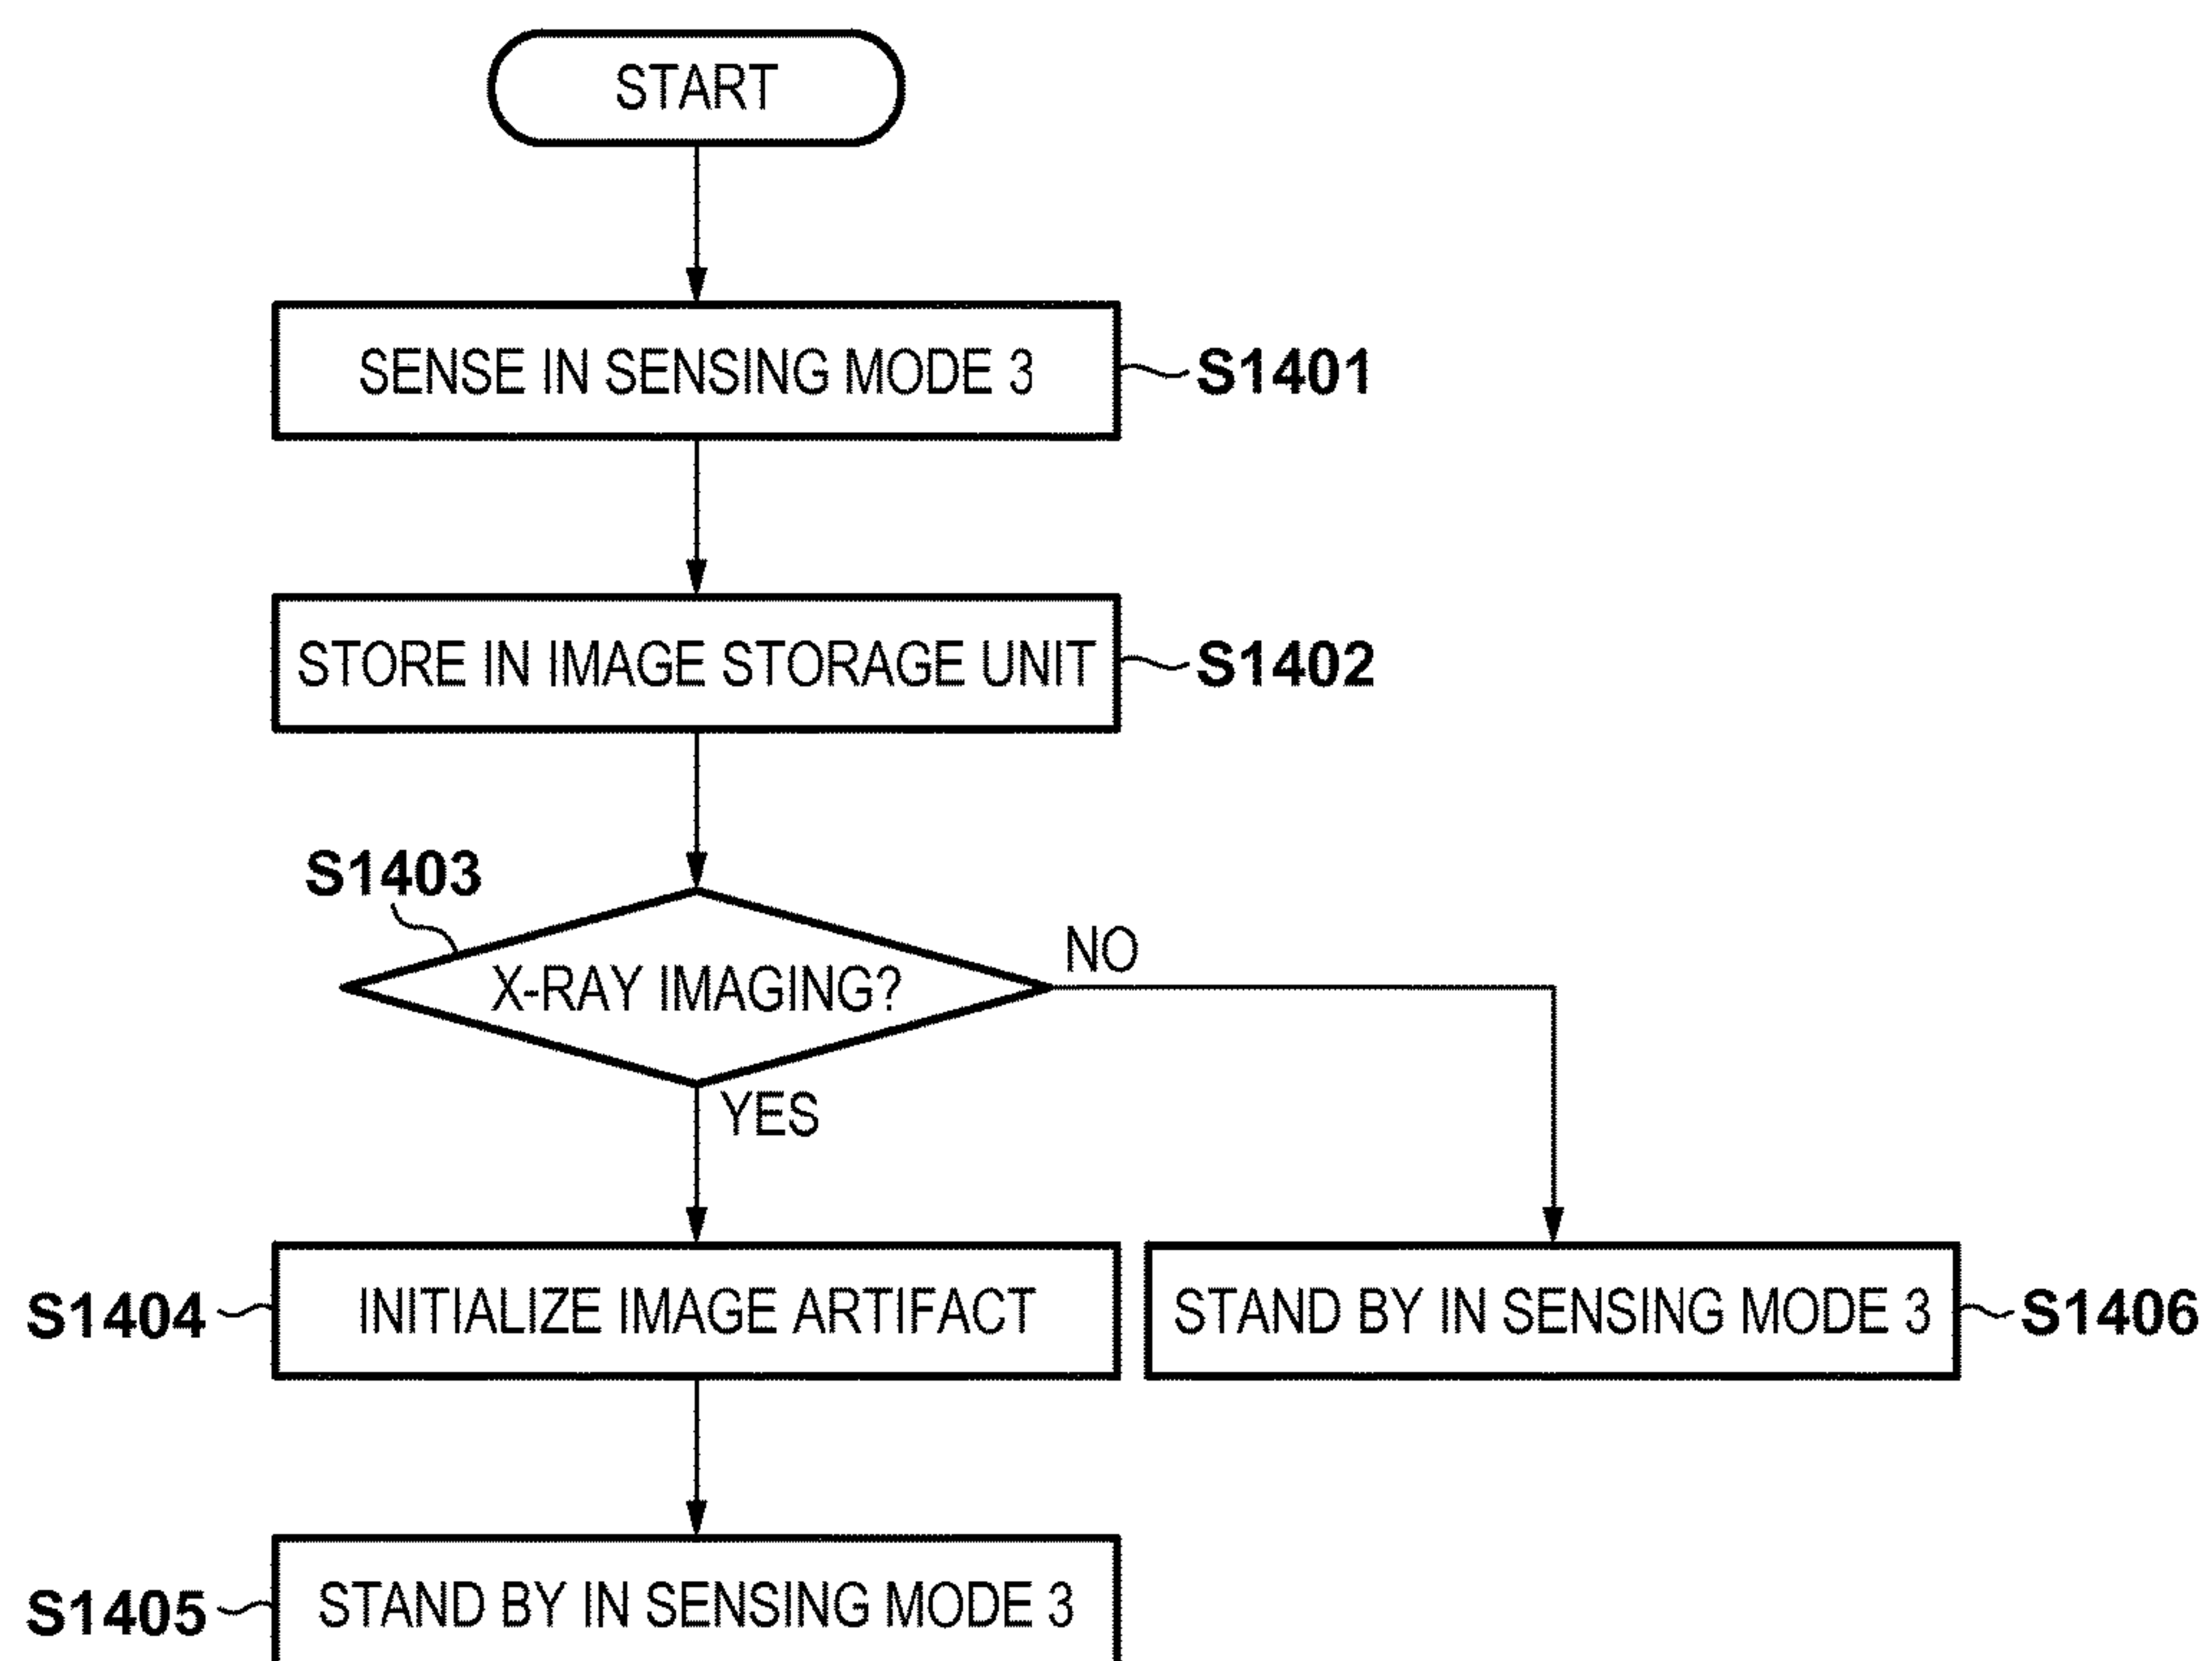 START
SENSE IN SENSING MODE 3
S1401
STORE IN IMAGE STORAGE UNIT
S1402
S1403
X-RAY IMAGING?
NO
YES
S1404
INITIALIZE IMAGE ARTIFACT
STAND BY IN SENSING MODE 3
S1406
S1405
STAND BY IN SENSING MODE 3